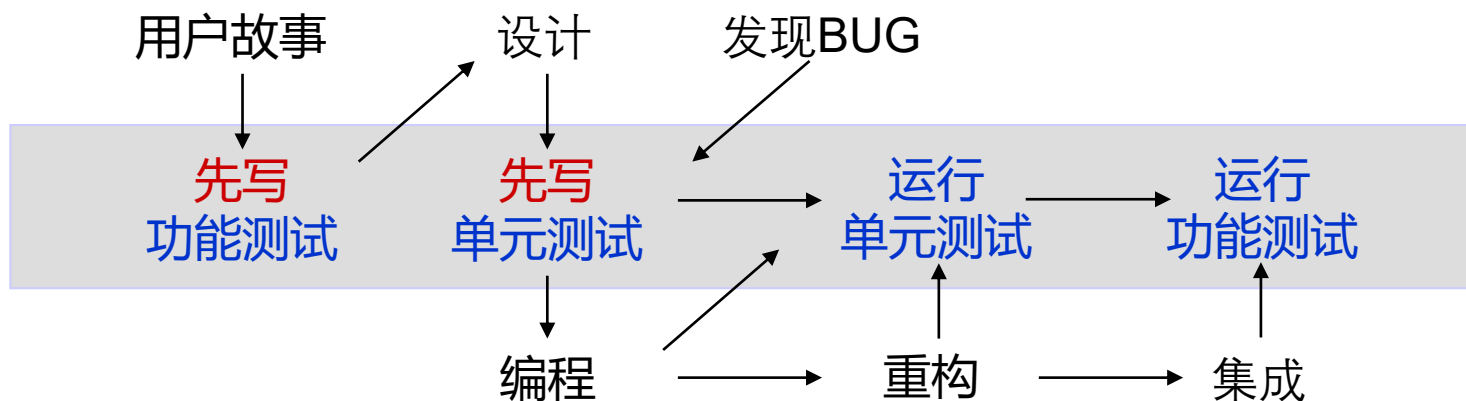 用户故事
设计
发现BUG
先写
功能测试
先写
单元测试
运行
单元测试
运行
功能测试
编程
重构
集成